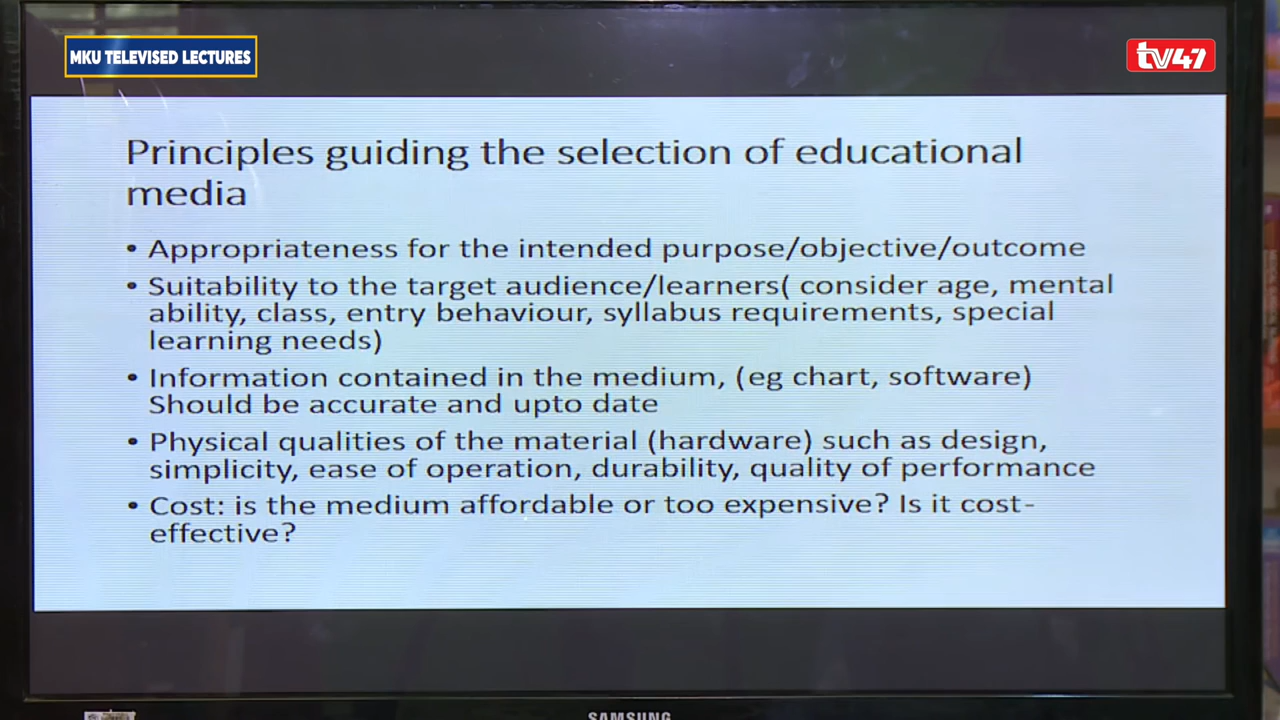 MKU TELEVISED LECTURES
tv47
Principles guiding the selection of educational
media
• Appropriateness for the intended purpose/objective/outcome
• Suitability to the target audience/learners( consider age, mental
ability, class, entry behaviour, syllabus requirements, special
learning needs)
• Information contained in the medium, (eg chart, software)
Should be accurate and upto date
• Physical qualities of the material (hardware) such as design,
simplicity, ease of operation, durability, quality of performance
• Cost: is the medium affordable or too expensive? Is it cost-
effective?
SAMSUNG